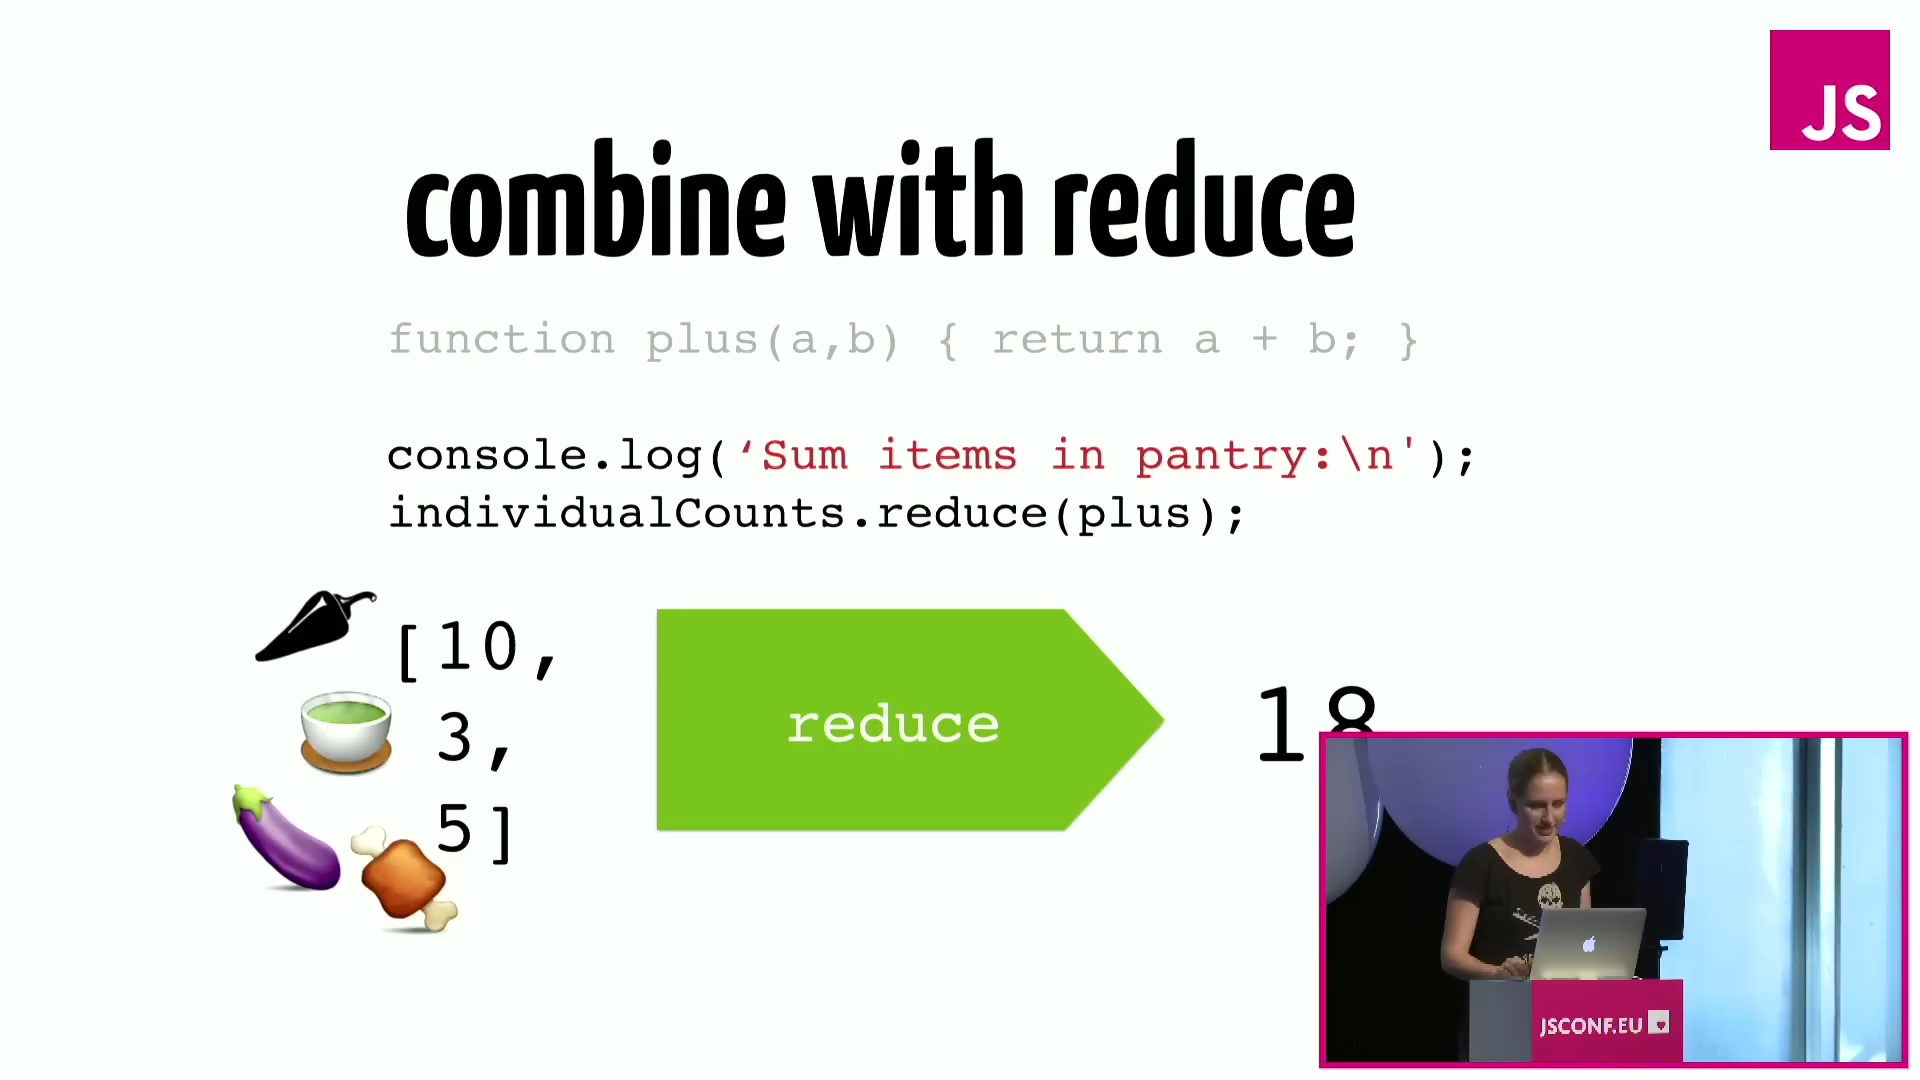 JS
combine with reduce
function plus(a,b) { return a + b; }
console.log(‘Sum items in pantry:\n');
individualCounts.reduce(plus);
[10,
3,
5]
reduce
18
JSCONF.EU